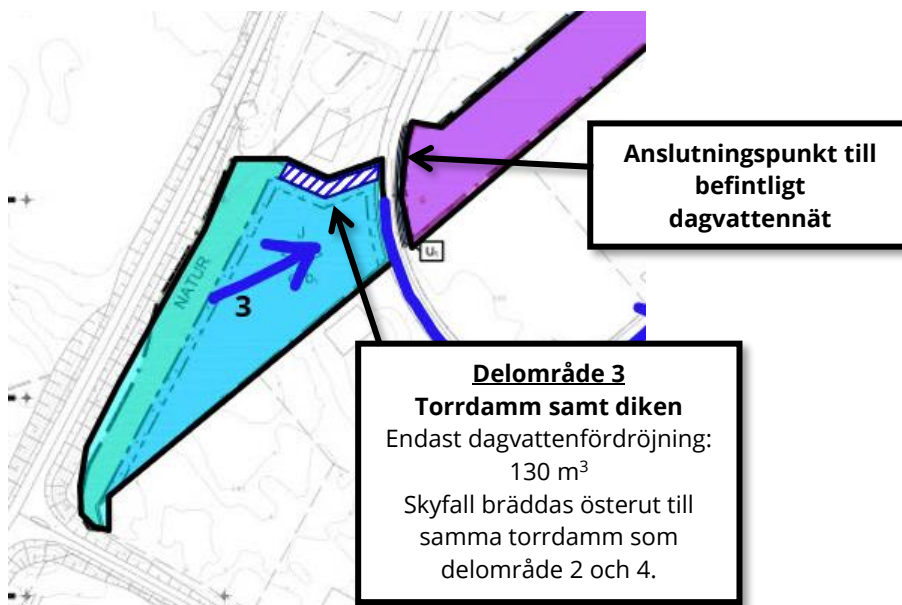 Anslutningspunkt till
befintligt
dagvattennät
U₁
NATUR
J
3
Delområde 3
Torrdamm samt diken
Endast dagvattenfördröjning:
130 m³
Skyfall bräddas österut till
samma torrdamm som
delområde 2 och 4.